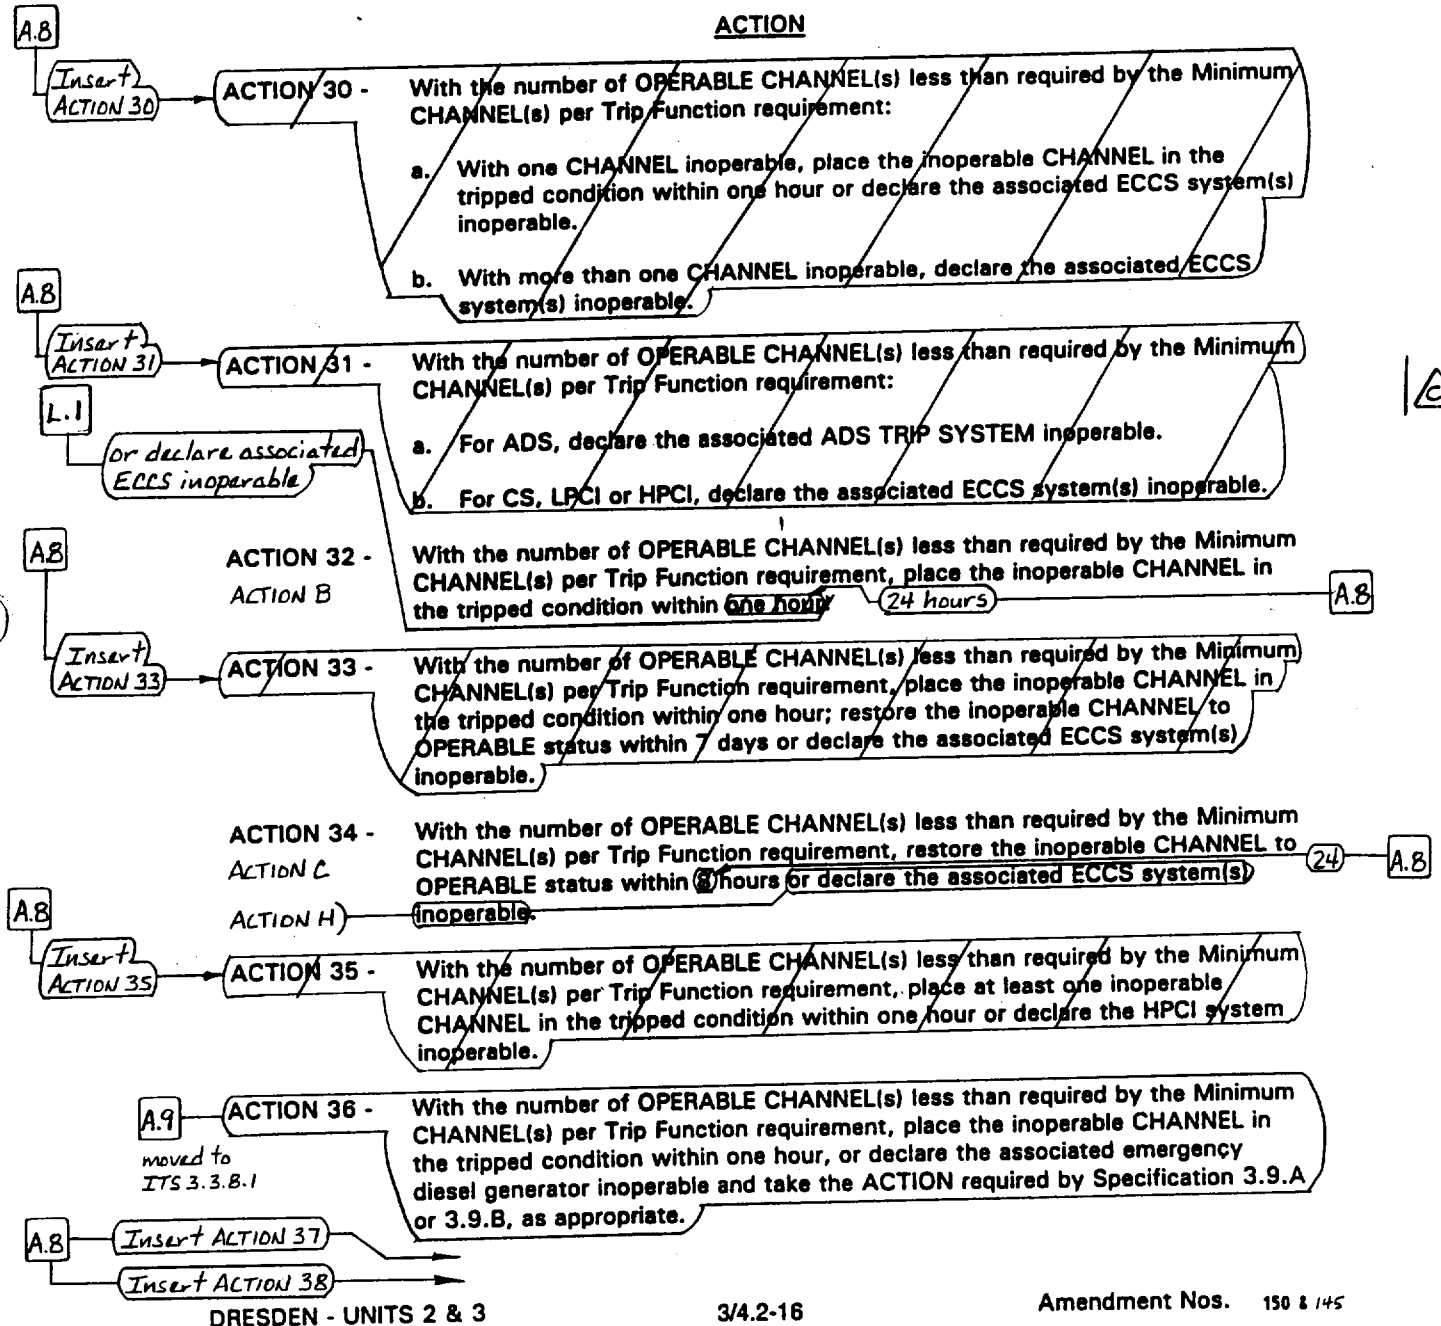 ACTION
A.8
Insert
ACTION 30
ACTION 30 - With the number of OPERABLE CHANNEL(s) less than required by the Minimum
CHANNEL(s) per Trip Function requirement:
a. With one CHANNEL inoperable, place the inoperable CHANNEL in the
tripped condition within one hour or declare the associated ECCS system(s)
inoperable.
b. With more than one CHANNEL inoperable, declare the associated ECCS
system(s) inoperable.
A.8
Insert
ACTION 31
ACTION 31 - With the number of OPERABLE CHANNEL(s) less than required by the Minimum
CHANNEL(s) per Trip Function requirement:
L.1
or declare associated
ECCS inoperable
a. For ADS, declare the associated ADS TRIP SYSTEM inoperable.
b. For CS, LPCI or HPCI, declare the associated ECCS system(s) inoperable.
ACTION 32 - With the number of OPERABLE CHANNEL(s) less than required by the Minimum
ACTION B
CHANNEL(s) per Trip Function requirement, place the inoperable CHANNEL in
the tripped condition within one hour. 24 hours A.8
A.8
Insert
ACTION 33
ACTION 33 - With the number of OPERABLE CHANNEL(s) less than required by the Minimum
CHANNEL(s) per Trip Function requirement, place the inoperable CHANNEL in
the tripped condition within one hour; restore the inoperable CHANNEL to
OPERABLE status within 7 days or declare the associated ECCS system(s)
inoperable.
ACTION 34 - With the number of OPERABLE CHANNEL(s) less than required by the Minimum
ACTION C
CHANNEL(s) per Trip Function requirement, restore the inoperable CHANNEL to 24 A.8
OPERABLE status within 8 hours or declare the associated ECCS system(s)
ACTION H
inoperable.
A.8
Insert
ACTION 35
ACTION 35 - With the number of OPERABLE CHANNEL(s) less than required by the Minimum
CHANNEL(s) per Trip Function requirement, place at least one inoperable
CHANNEL in the tripped condition within one hour or declare the HPCI system
inoperable.
A.9
moved to
ITS 3.3.8.1
ACTION 36 - With the number of OPERABLE CHANNEL(s) less than required by the Minimum
CHANNEL(s) per Trip Function requirement, place the inoperable CHANNEL in
the tripped condition within one hour, or declare the associated emergency
diesel generator inoperable and take the ACTION required by Specification 3.9.A
or 3.9.B, as appropriate.
A.8
Insert ACTION 37
Insert ACTION 38
DRESDEN - UNITS 2 & 3 3/4.2-16 Amendment Nos. 150 & 145